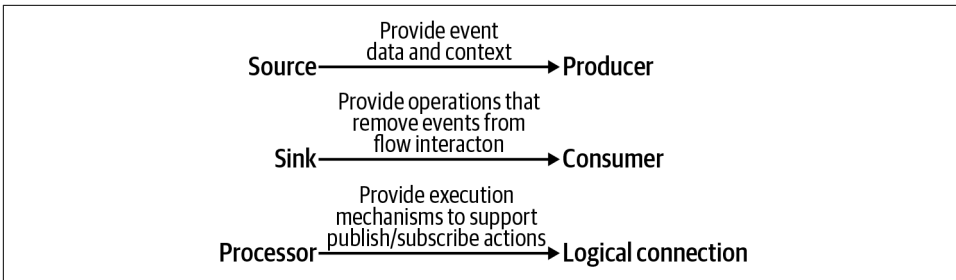 Provide event
data and context
Source Producer
Provide operations that
remove events from
flow interacton
Sink Consumer
Provide execution
mechanisms to support
publish/subscribe actions
Processor Logical connection